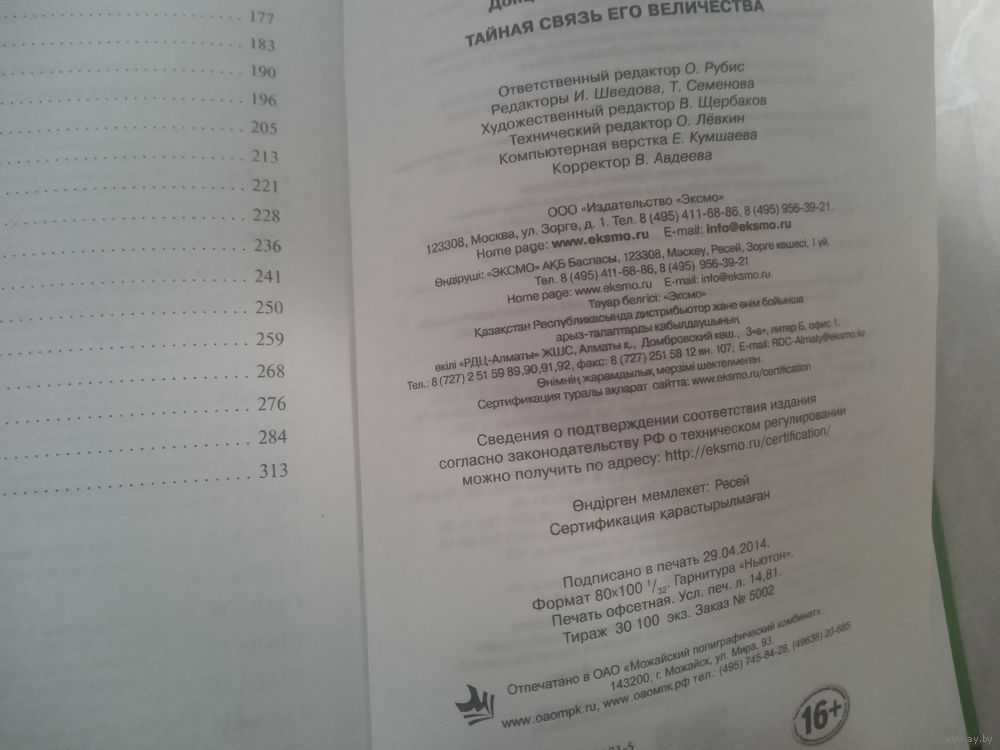 177
183
190
196
205
213
221
228
236
241
250
259
268
276
284
313
ТАЙНАЯ СВЯЗЬ ЕГО ВЕЛИЧЕСТВА
Ответственный редактор О. Рубис
Редакторы И. Шведова, Т. Семенова
Художественный редактор В. Щербаков
Технический редактор О. Лёвкин
Компьютерная верстка Е. Кумшаева
Корректор В. Авдеева
ООО «Издательство «Эксмо»
123308, Москва, ул. Зорге, д. 1. Тел. 8 (495) 411-68-86, 8 (495) 956-39-21.
Home page: www.eksmo.ru E-mail: info@eksmo.ru
Өндіруші: «ЭКСМО» АҚБ Баспасы, 123308, Мәскеу, Ресей, Зорге көшесі, 1 үй.
Тел. 8 (495) 411-68-86, 8 (495) 956-39-21
Home page: www.eksmo.ru E-mail: info@eksmo.ru.
Тауар белгісі: «Эксмо»
Қазақстан Республикасында дистрибьютор және өнім бойынша
арыз-талаптарды қабылдаушының
өкілі «РДЦ-Алматы» ЖШС, Алматы қ., Домбровский көш., 3«а», литер Б, офис 1.
Тел.: 8 (727) 2 51 59 89,90,91,92, факс: 8 (727) 251 58 12 вн. 107; E-mail: RDC-Almaty@eksmo.kz
Өнімнің жарамдылық мерзімі шектелмеген.
Сертификация туралы ақпарат сайтта: www.eksmo.ru/certification
Сведения о подтверждении соответствия издания
согласно законодательству РФ о техническом регулировании
можно получить по адресу: http://eksmo.ru/certification/
Өндірген мемлекет: Ресей
Сертификация қарастырылмаған
Подписано в печать 29.04.2014.
Формат 80x100 1/32. Гарнитура «Ньютон».
Печать офсетная. Усл. печ. л. 14,81.
Тираж 30 100 экз. Заказ № 5002
Отпечатано в ОАО «Можайский полиграфический комбинат».
143200, г. Можайск, ул. Мира, 93.
www.oaompk.ru, www.оаомпк.рф тел.: (495) 745-84-28, (49638) 20-685
16+
www.ay.by